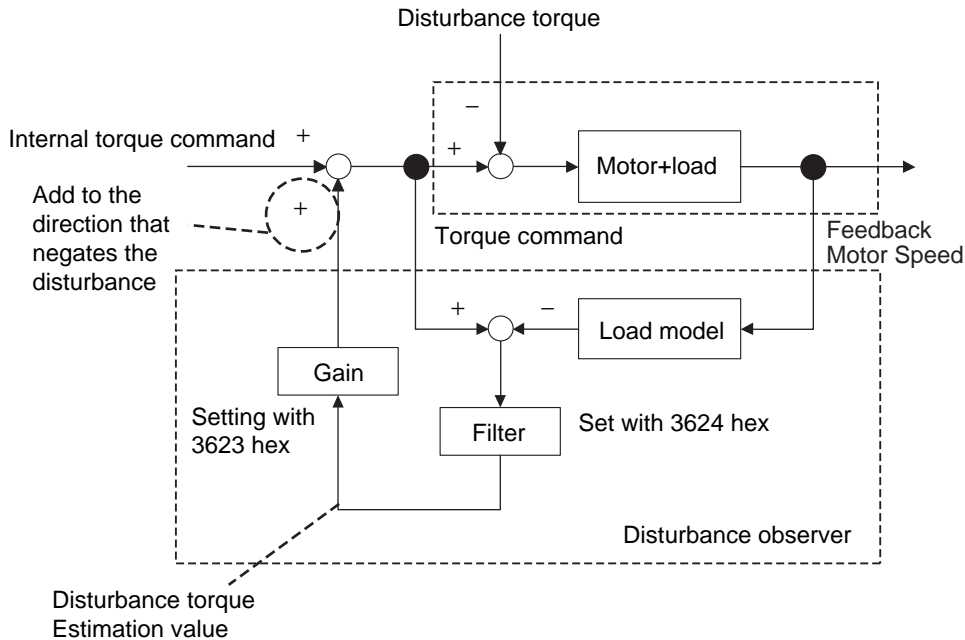 Disturbance torque
−
Internal torque command
+
+
Motor+load
Add to the
direction that
negates the
disturbance
+
Torque command
Feedback
Motor Speed
+
−
Load model
Gain
Setting with
3623 hex
Filter
Set with 3624 hex
Disturbance observer
Disturbance torque
Estimation value